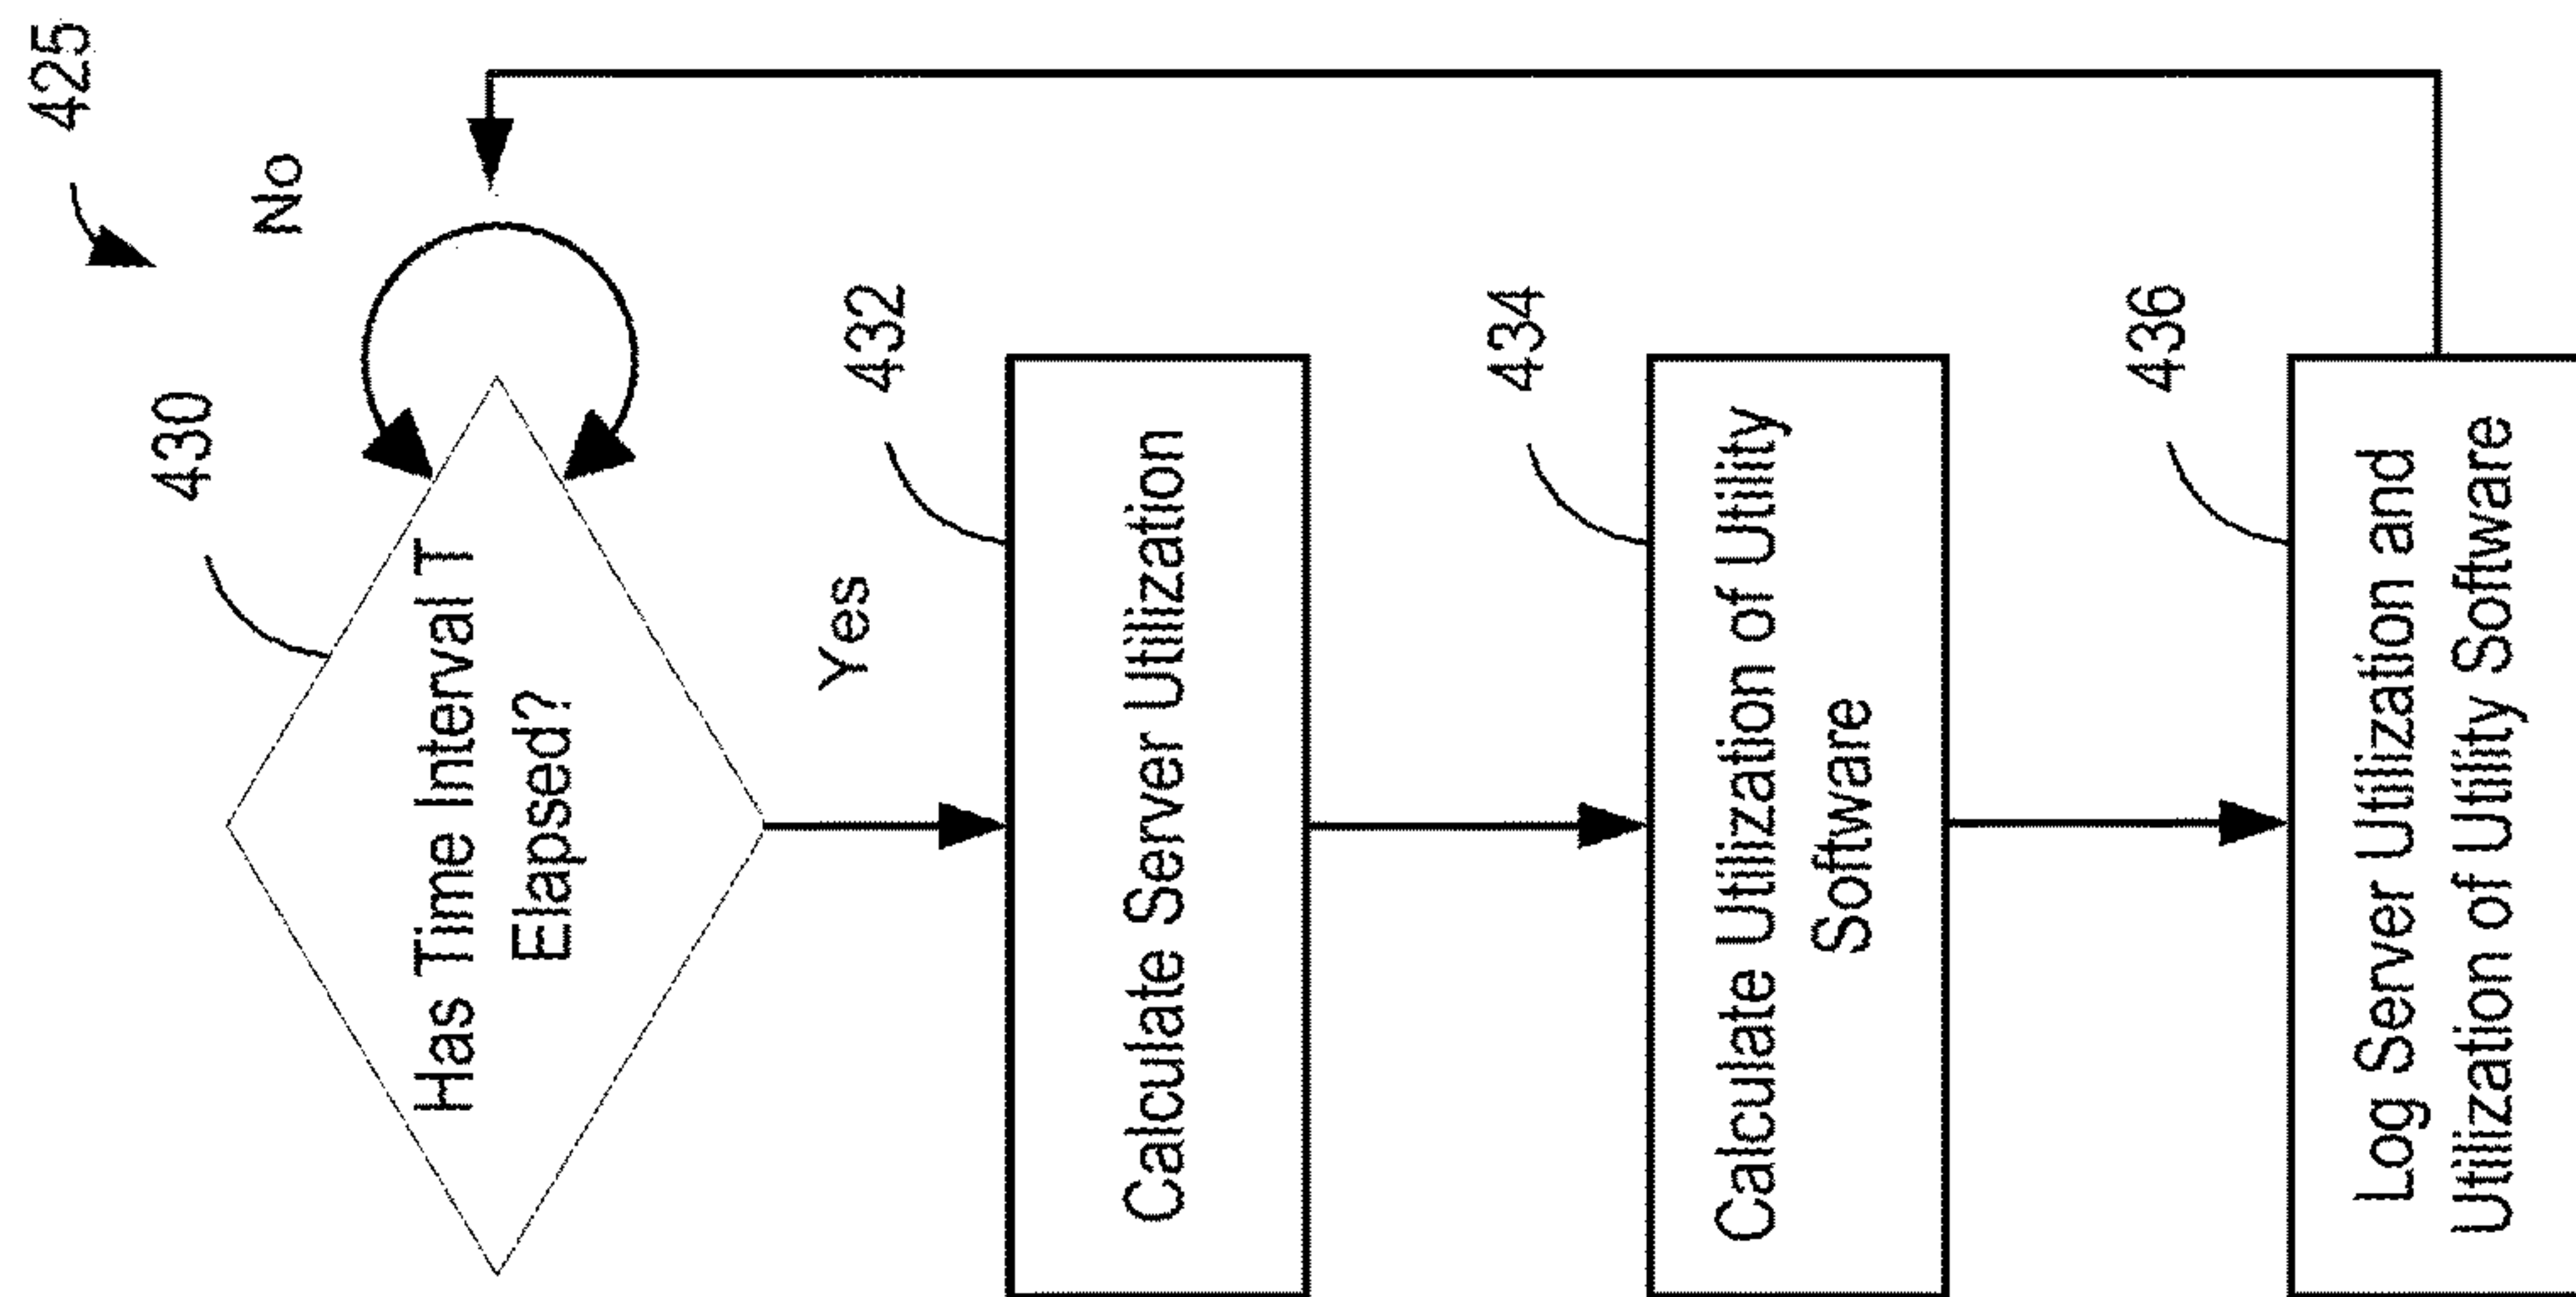 425
No
430
Has Time Interval T
Elapsed?
Yes
432
Calculate Server Utilization
434
Calculate Utilization of Utility
Software
436
Log Server Utilization and
Utilization of Utility Software